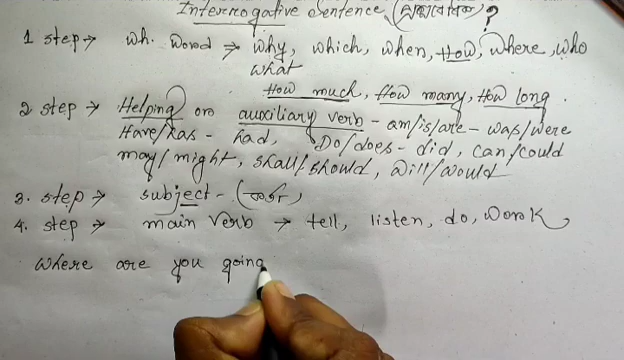 Interrogative Sentence (প্রশ্নবোধক) ?
1 step → wh. word → why, which, when, How, where, who
what
How much, How many, How long.
2 step → Helping or auxiliary verb - am/is/are - was/were
Have/has - had, Do/does - did, can/could
may/might, shall/should, will/would
3. step → subject - (কর্তা)
4. step → main verb → tell, listen, do, work,
Where are you going